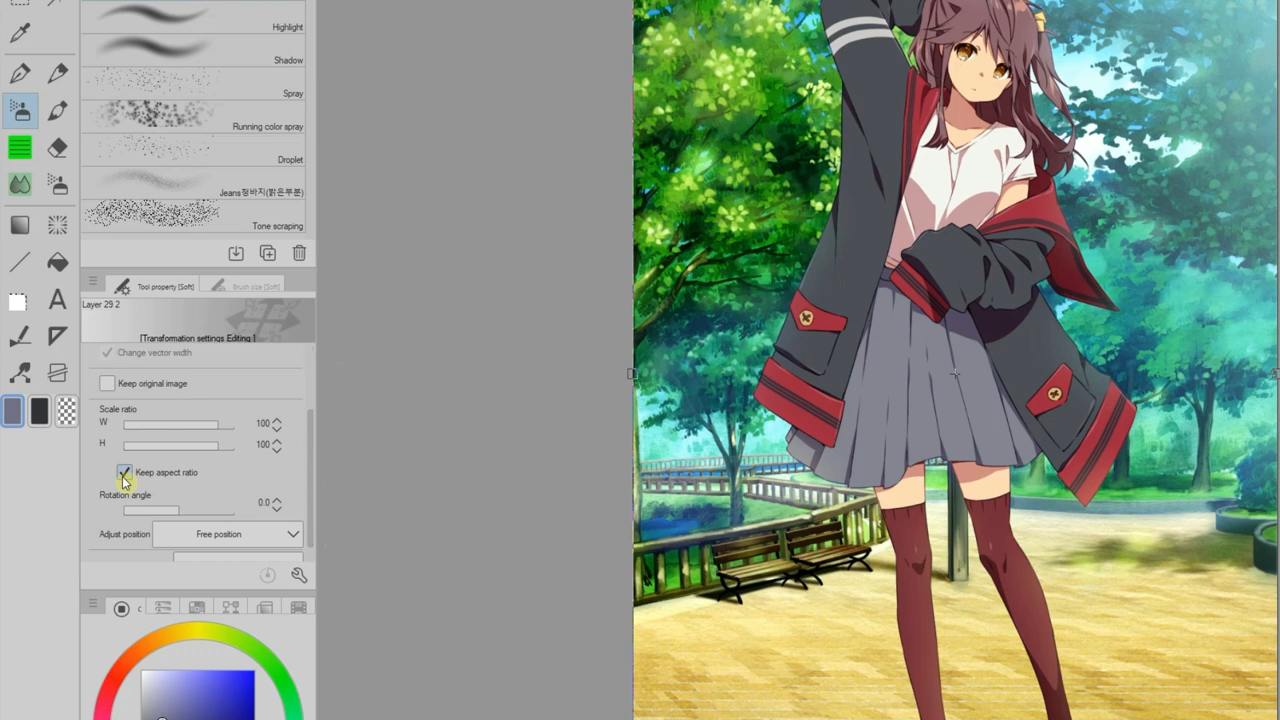 Highlight
Shadow
Spray
Running color spray
Droplet
Jeans청바지(밝은부분)
Tone scraping
Tool property [Soft]
Brush size [Soft]
Layer 29 2
[Transformation settings Editing ]
Change vector width
Keep original image
Scale ratio
W 100
H 100
Keep aspect ratio
Rotation angle
0.0
Adjust position Free position
A